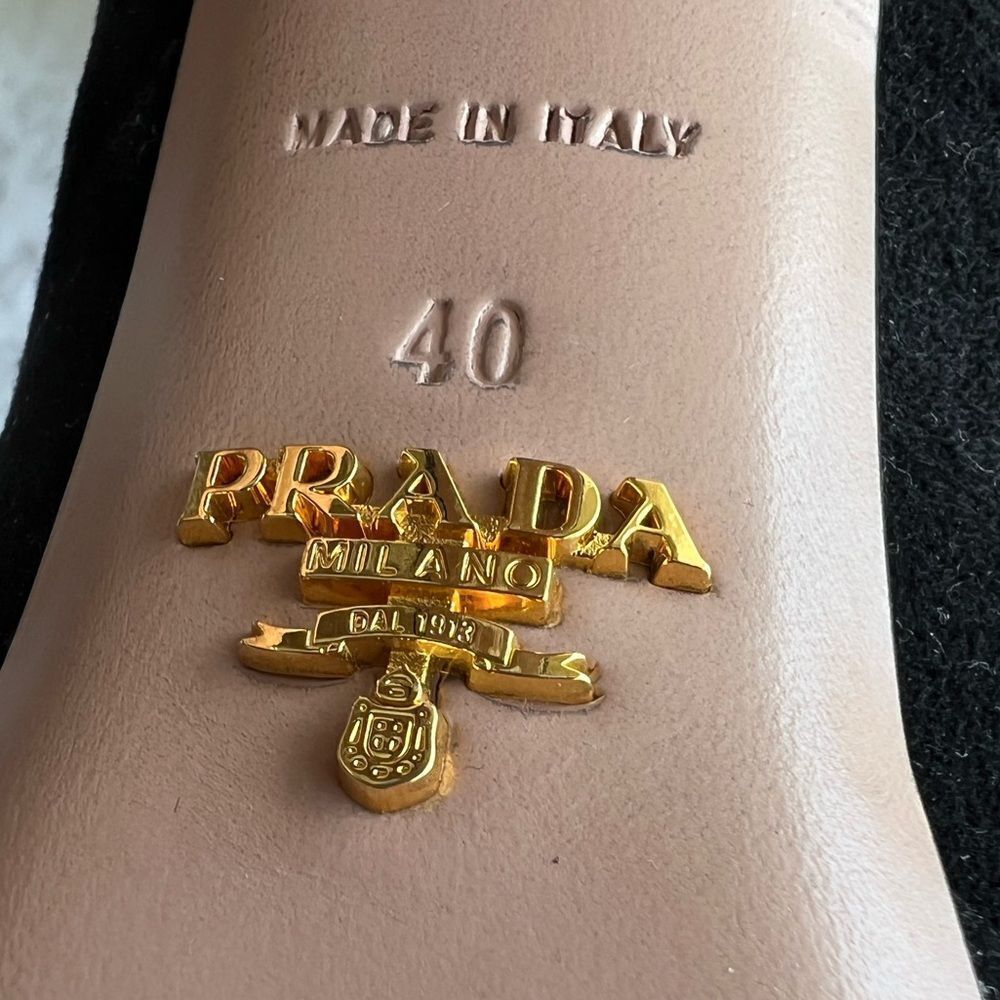 MADE IN ITALY
40
PRADA
MILANO
DAL 1913